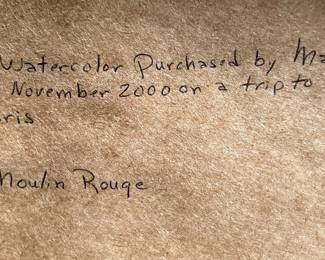 Watercolor Purchased by Ma
November 2000 on a trip to
ris
Moulin Rouge